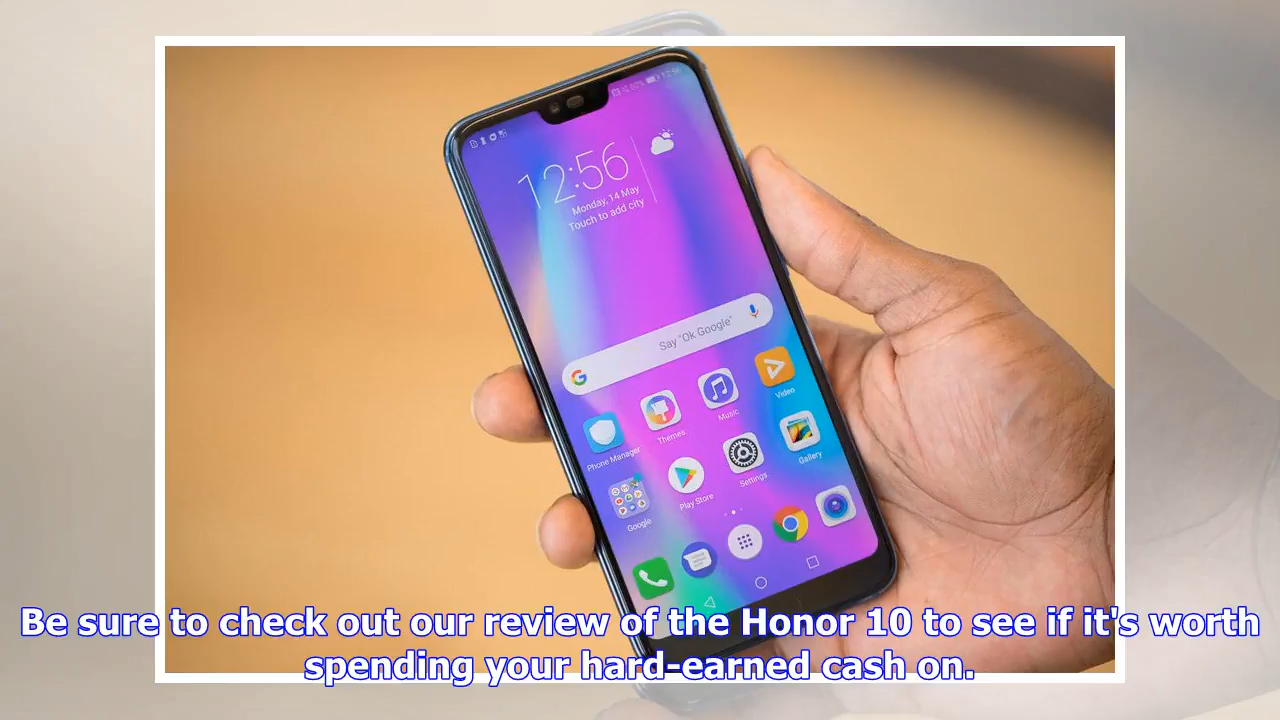 12:56
Monday, 14 May
Touch to add city
Say "Ok Google"
Phone Manager
Themes
Music
Video
Google
Play Store
Settings
Gallery
Be sure to check out our review of the Honor 10 to see if it's worth
spending your hard-earned cash on.